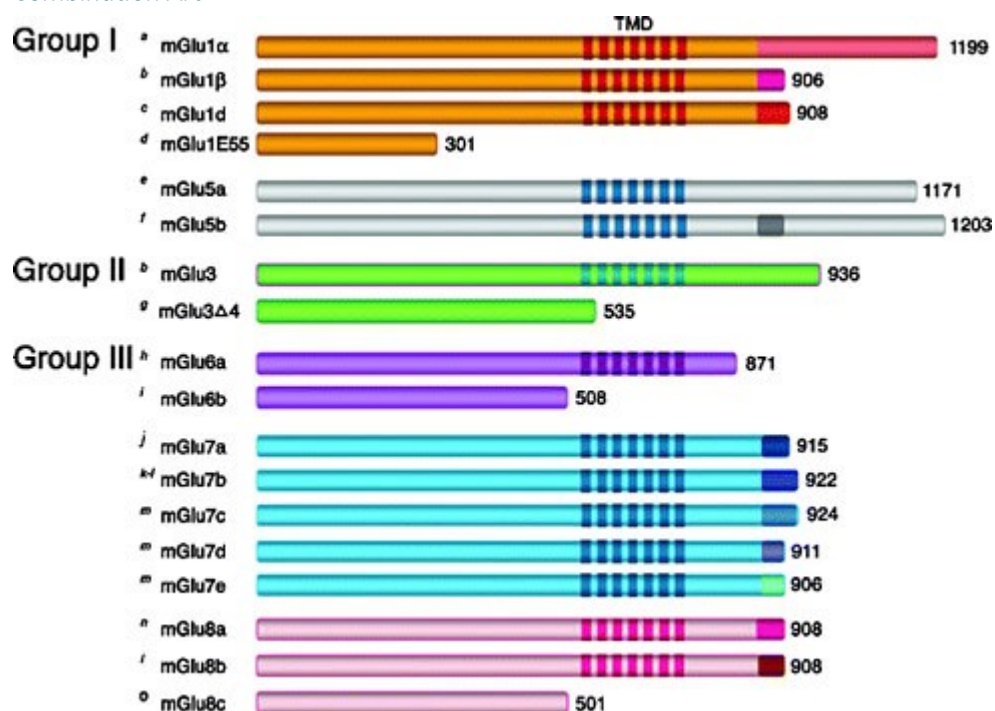 TMD
Group I a mGlu1α 1199
b mGlu1β 906
c mGlu1d 908
d mGlu1E55 301
e mGlu5a 1171
f mGlu5b 1203
Group II b mGlu3 936
g mGlu3Δ4 535
Group III h mGlu6a 871
i mGlu6b 508
j mGlu7a 915
k-l mGlu7b 922
m mGlu7c 924
m mGlu7d 911
m mGlu7e 906
n mGlu8a 908
l mGlu8b 908
o mGlu8c 501